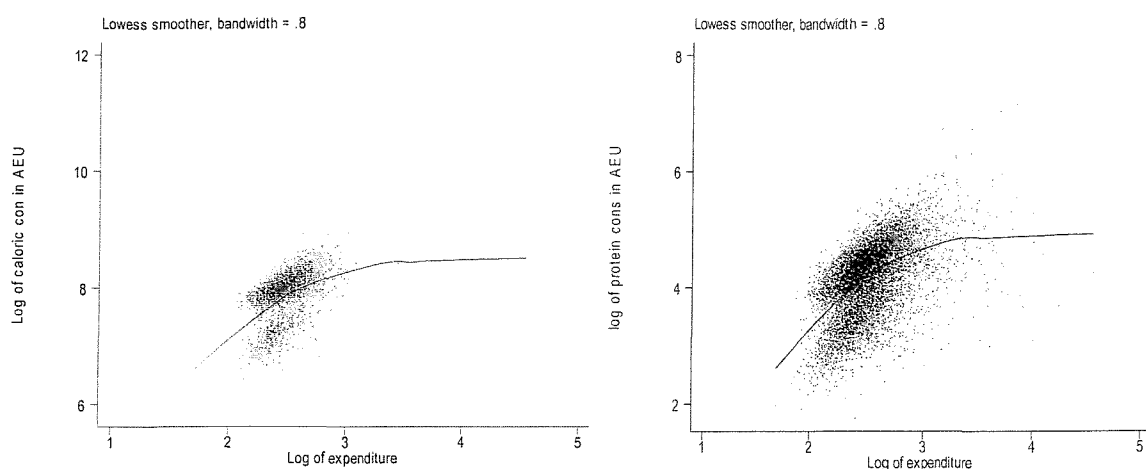 Lowess smoother, bandwidth = .8
Log of caloric con in AEU
12
10
8
6
1 2 3 4 5
Log of expenditure
Lowess smoother, bandwidth = .8
log of protein cons in AEU
8
6
4
2
1 2 3 4 5
Log of expenditure